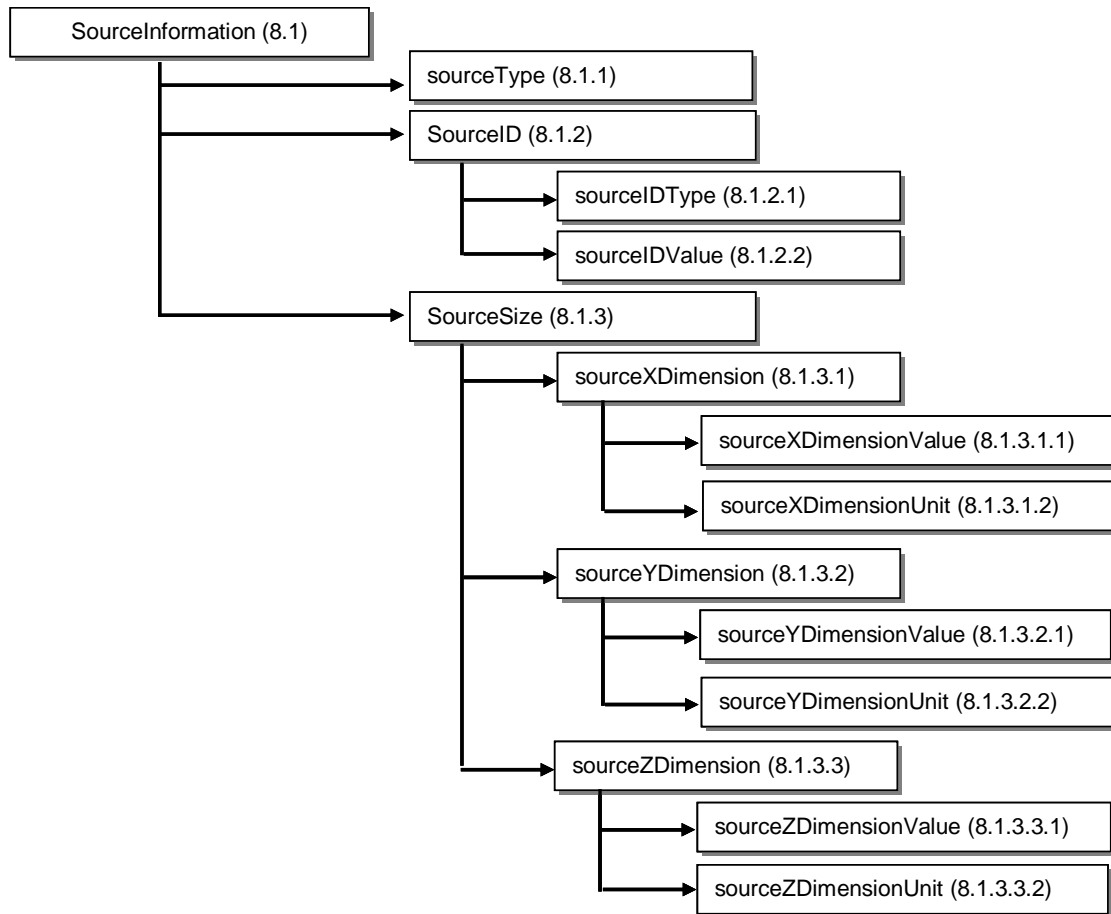 SourceInformation (8.1)
sourceType (8.1.1)
SourceID (8.1.2)
sourceIDType (8.1.2.1)
sourceIDValue (8.1.2.2)
SourceSize (8.1.3)
sourceXDimension (8.1.3.1)
sourceXDimensionValue (8.1.3.1.1)
sourceXDimensionUnit (8.1.3.1.2)
sourceYDimension (8.1.3.2)
sourceYDimensionValue (8.1.3.2.1)
sourceYDimensionUnit (8.1.3.2.2)
sourceZDimension (8.1.3.3)
sourceZDimensionValue (8.1.3.3.1)
sourceZDimensionUnit (8.1.3.3.2)